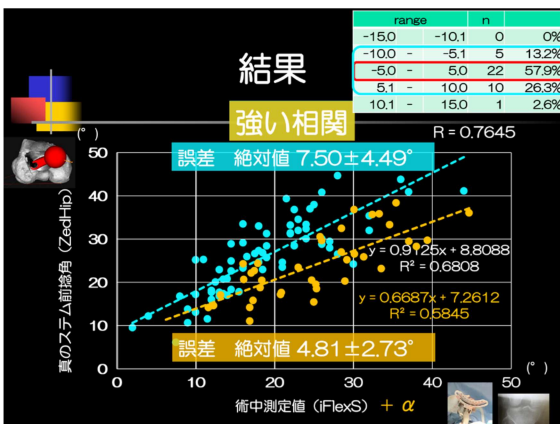 range n
-15.0 - -10.1 0 0%
-10.0 - -5.1 5 13.2%
-5.0 - 5.0 22 57.9%
5.1 - 10.0 10 26.3%
10.1 - 15.0 1 2.6%
結果
強い相関
R = 0.7645
(°)
誤差 絶対値 7.50±4.49°
50
40
30
20
10
0
真のステム前捻角 (ZedHip)
y = 0.9125x + 8.8088
R² = 0.6808
y = 0.6687x + 7.2612
R² = 0.5845
誤差 絶対値 4.81±2.73°
0 10 20 30 40 50
(°)
術中測定値 (iFlexS) + α